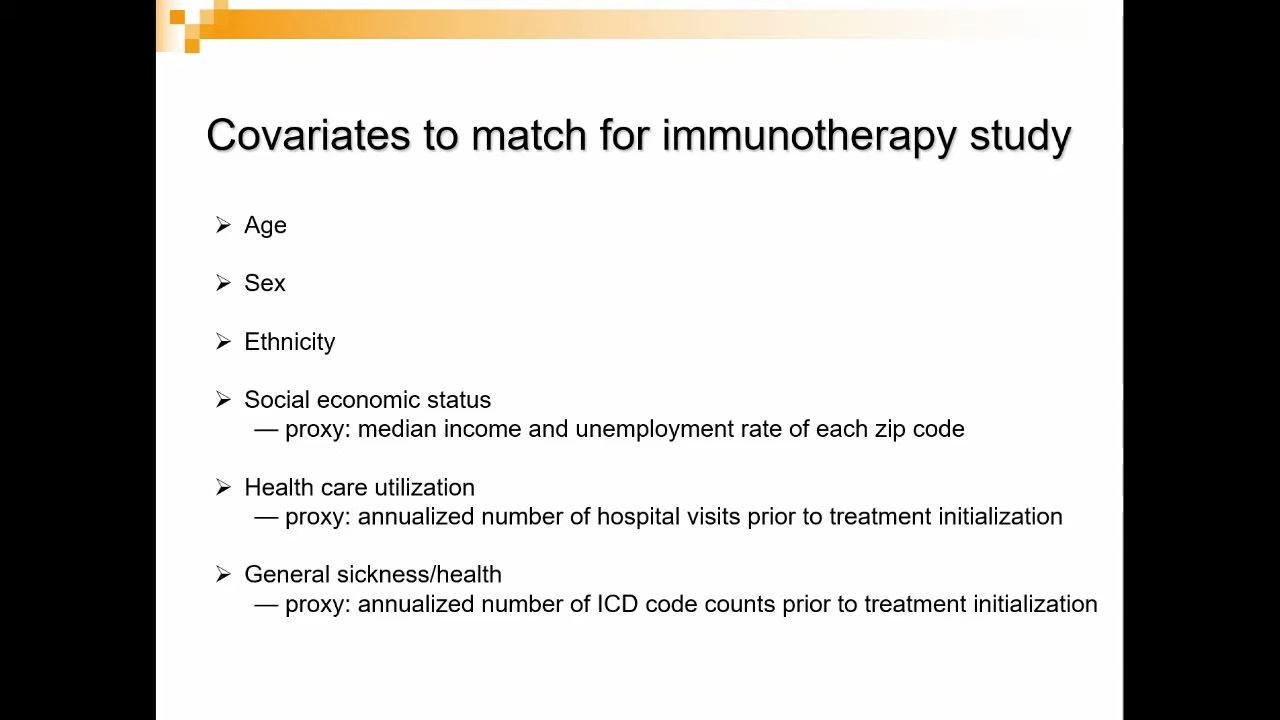 Covariates to match for immunotherapy study
➢ Age
➢ Sex
➢ Ethnicity
➢ Social economic status
— proxy: median income and unemployment rate of each zip code
➢ Health care utilization
— proxy: annualized number of hospital visits prior to treatment initialization
➢ General sickness/health
— proxy: annualized number of ICD code counts prior to treatment initialization